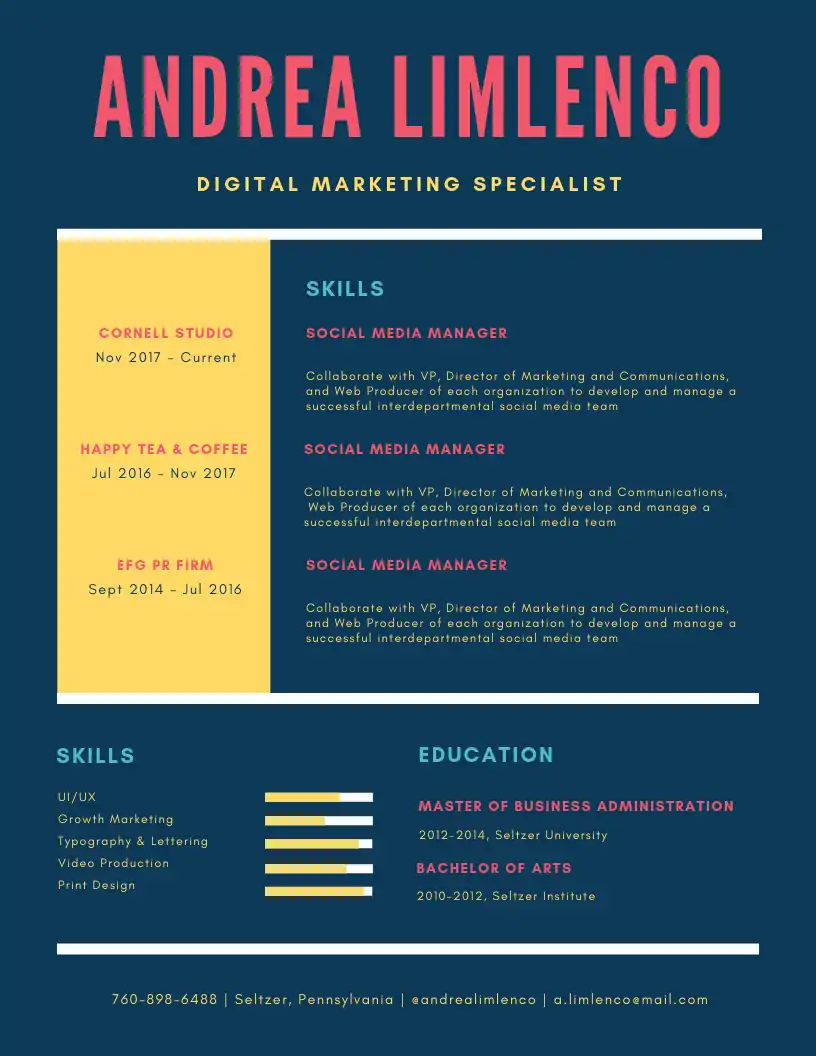 ANDREA LIMLENCO
DIGITAL MARKETING SPECIALIST
SKILLS
CORNELL STUDIO
Nov 2017 - Current
SOCIAL MEDIA MANAGER
Collaborate with VP, Director of Marketing and Communications,
and Web Producer of each organization to develop and manage a
successful interdepartmental social media team
HAPPY TEA & COFFEE
Jul 2016 - Nov 2017
SOCIAL MEDIA MANAGER
Collaborate with VP, Director of Marketing and Communications,
Web Producer of each organization to develop and manage a
successful interdepartmental social media team
EFG PR FIRM
Sept 2014 - Jul 2016
SOCIAL MEDIA MANAGER
Collaborate with VP, Director of Marketing and Communications,
and Web Producer of each organization to develop and manage a
successful interdepartmental social media team
SKILLS
UI/UX
Growth Marketing
Typography & Lettering
Video Production
Print Design
EDUCATION
MASTER OF BUSINESS ADMINISTRATION
2012-2014, Seltzer University
BACHELOR OF ARTS
2010-2012, Seltzer Institute
760-898-6488 | Seltzer, Pennsylvania | @andrealimlenco | a.limlenco@mail.com